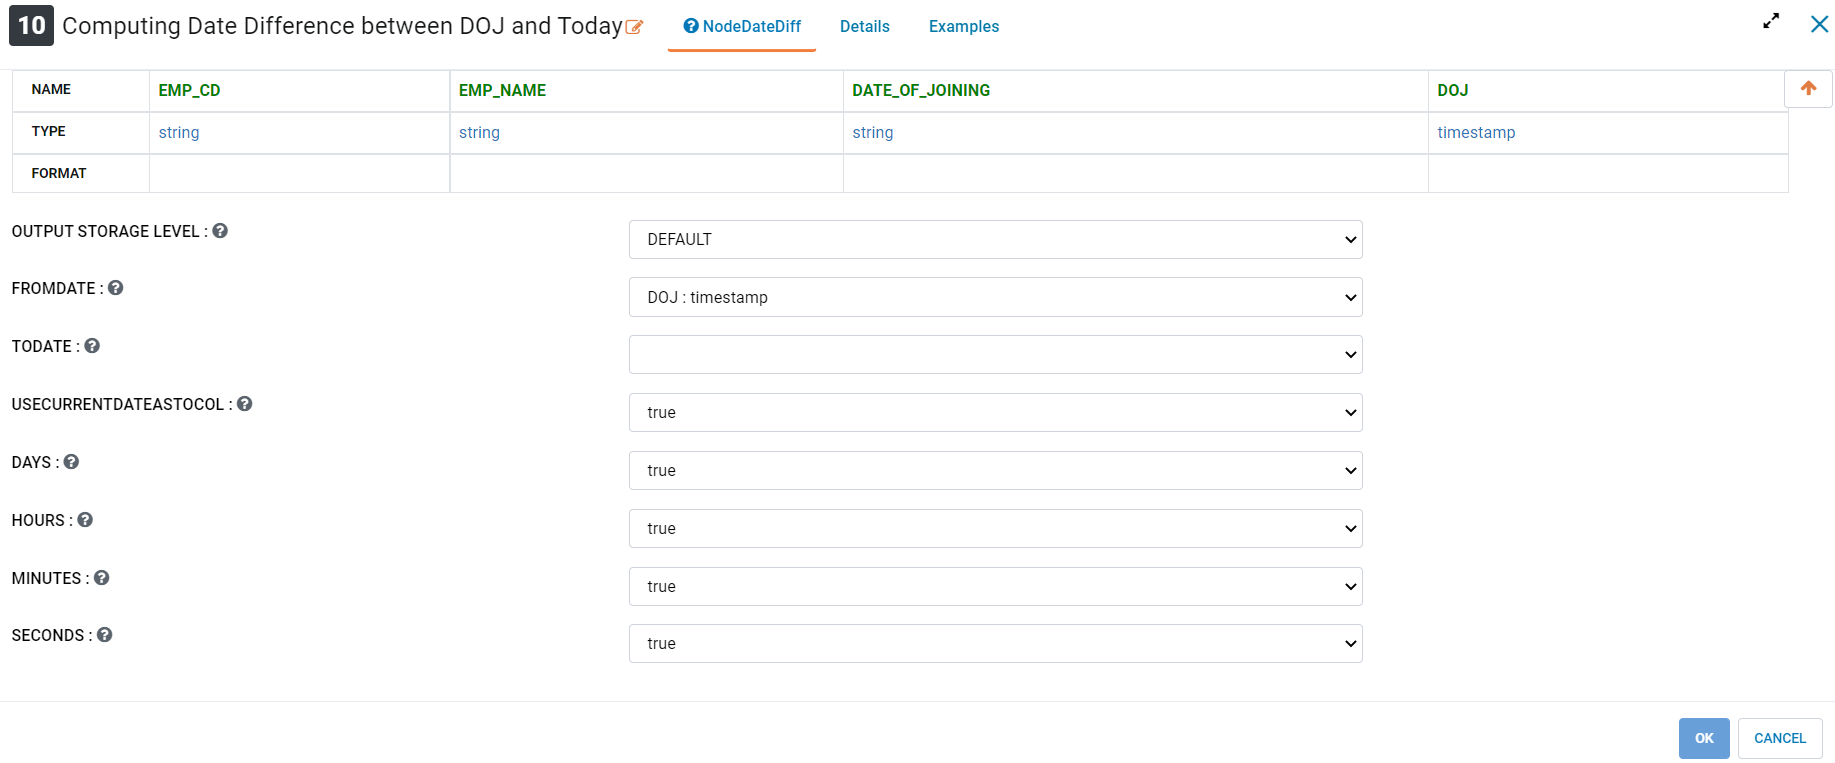 10 Computing Date Difference between DOJ and Today NodeDateDiff Details Examples
NAME EMP_CD EMP_NAME DATE_OF_JOINING DOJ
TYPE string string string timestamp
FORMAT
OUTPUT STORAGE LEVEL : DEFAULT
FROMDATE : DOJ : timestamp
TODATE :
USECURRENTDATEASTOCOL : true
DAYS : true
HOURS : true
MINUTES : true
SECONDS : true
OK CANCEL